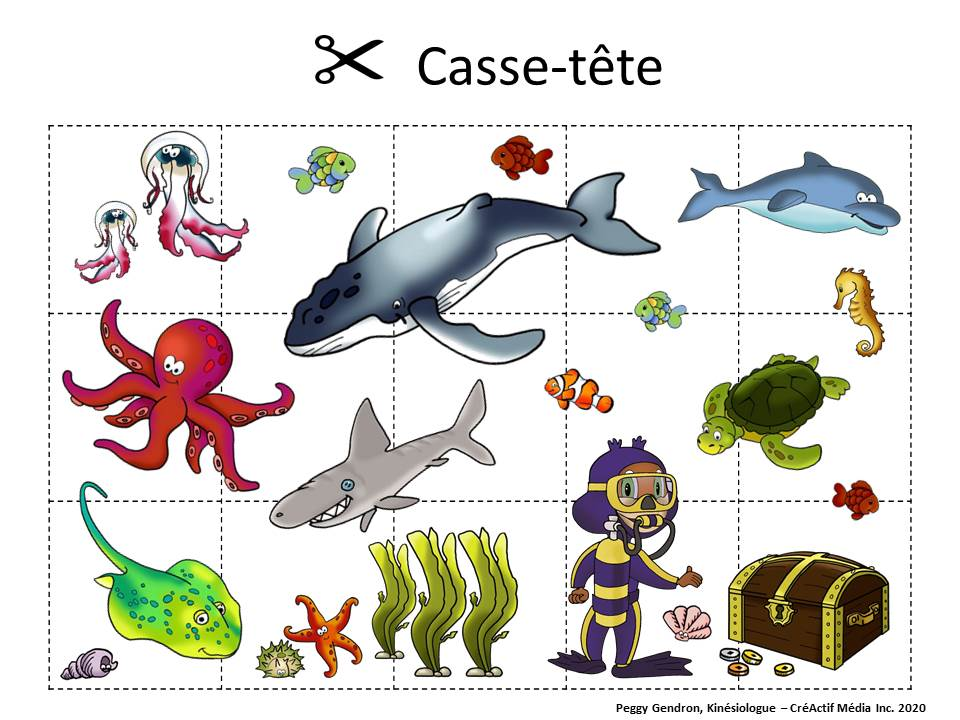 Casse-tête
Peggy Gendron, Kinésiologue – CréActif Média Inc. 2020